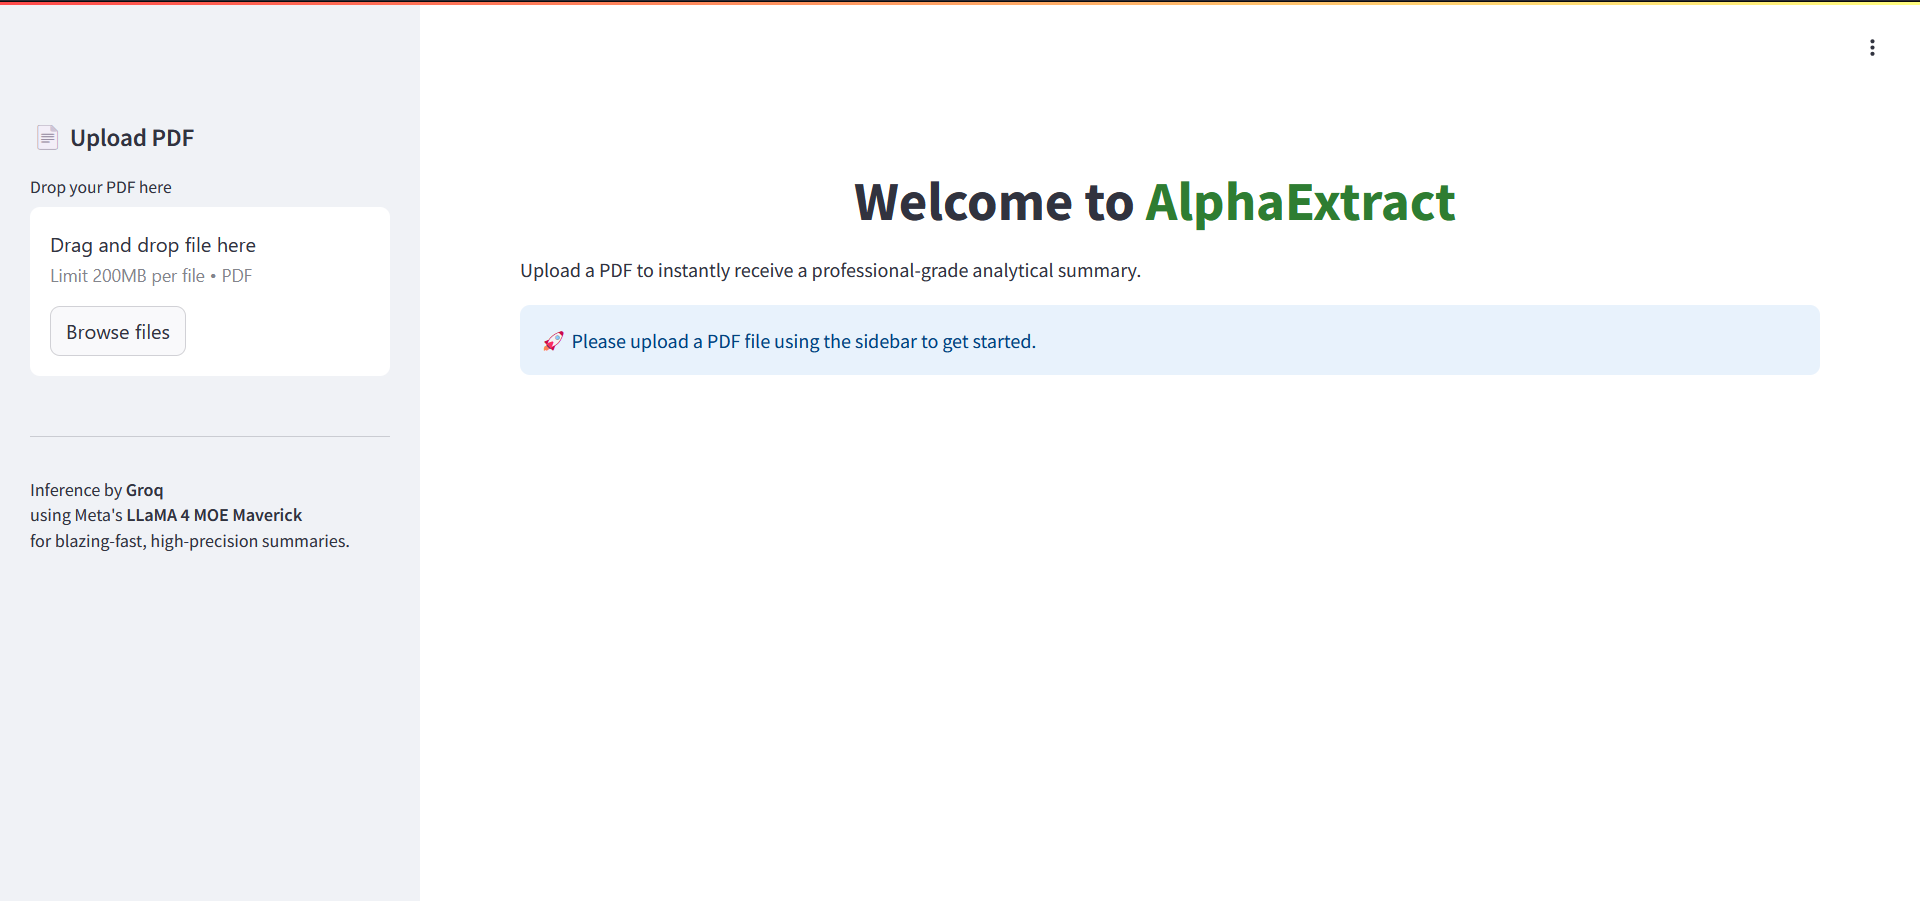 Upload PDF
Drop your PDF here
Drag and drop file here
Limit 200MB per file • PDF
Browse files
Inference by Groq
using Meta's LLaMA 4 MOE Maverick
for blazing-fast, high-precision summaries.
Welcome to AlphaExtract
Upload a PDF to instantly receive a professional-grade analytical summary.
🚀 Please upload a PDF file using the sidebar to get started.